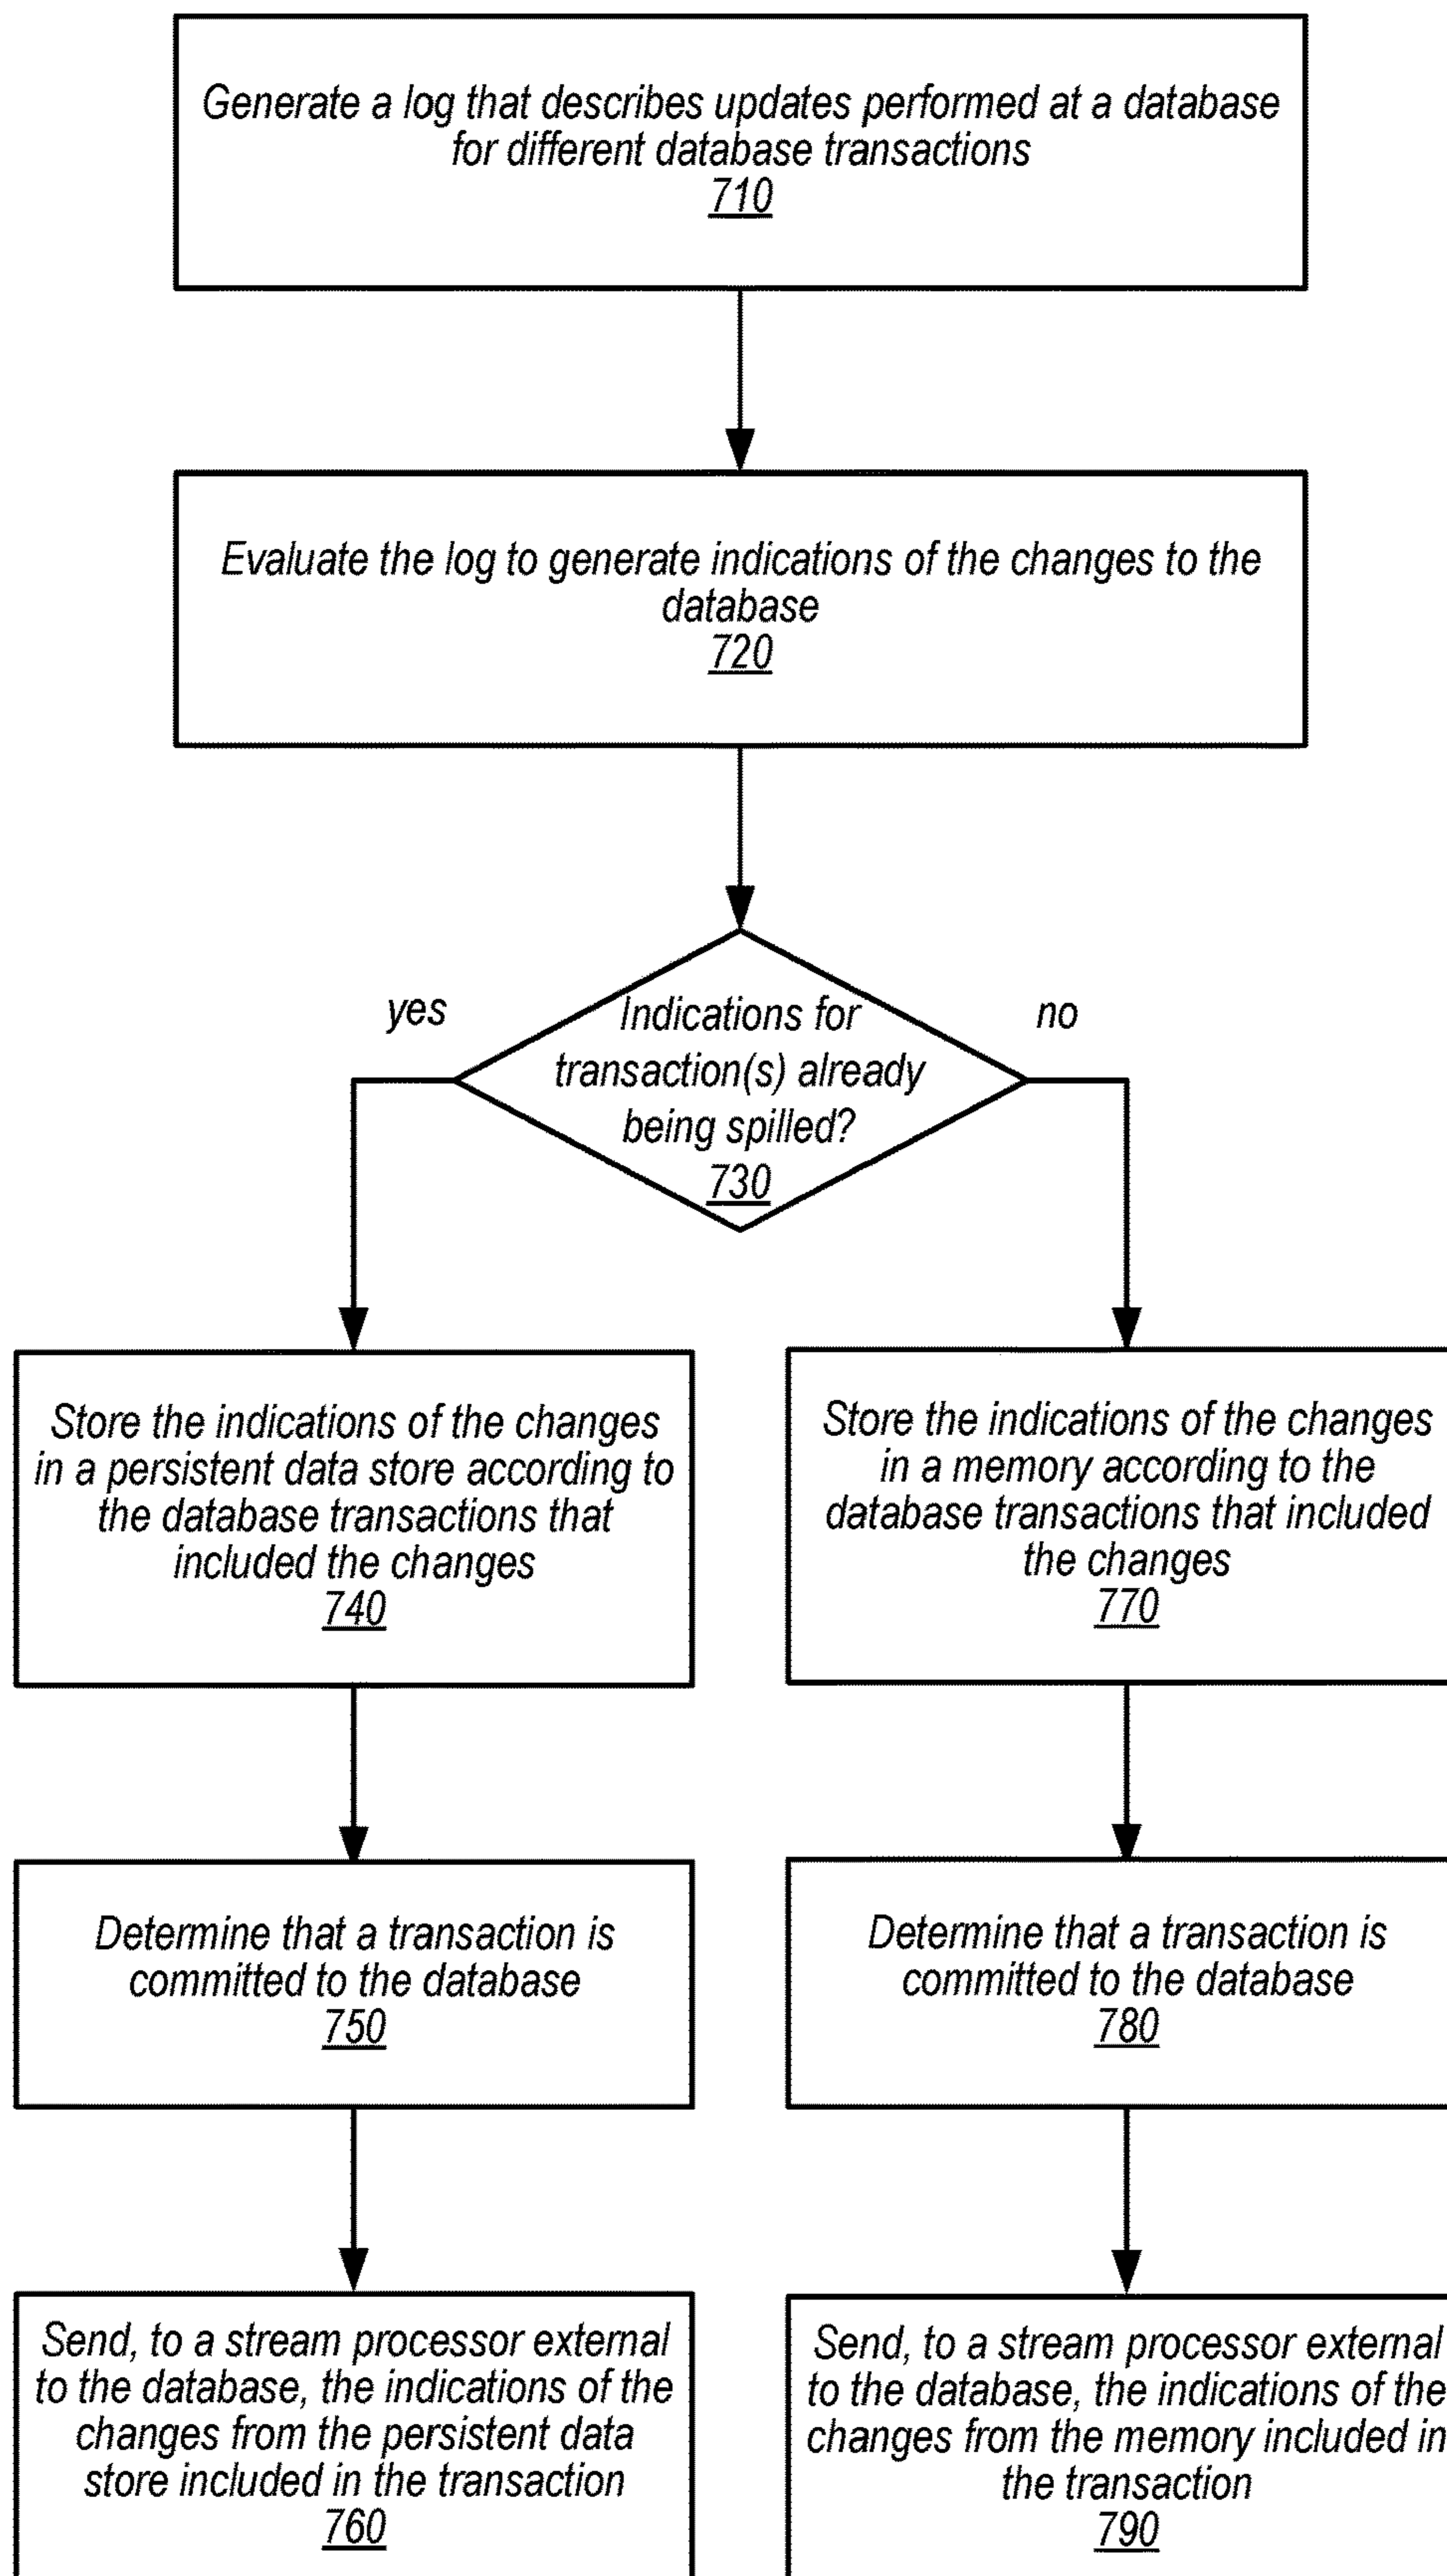 Generate a log that describes updates performed at a database
for different database transactions
710
Evaluate the log to generate indications of the changes to the
database
720
yes
no
Indications for
transaction(s) already
being spilled?
730
Store the indications of the changes
in a persistent data store according to
the database transactions that
included the changes
740
Store the indications of the changes
in a memory according to the
database transactions that included
the changes
770
Determine that a transaction is
committed to the database
750
Determine that a transaction is
committed to the database
780
Send, to a stream processor external
to the database, the indications of the
changes from the persistent data
store included in the transaction
760
Send, to a stream processor external
to the database, the indications of the
changes from the memory included in
the transaction
790